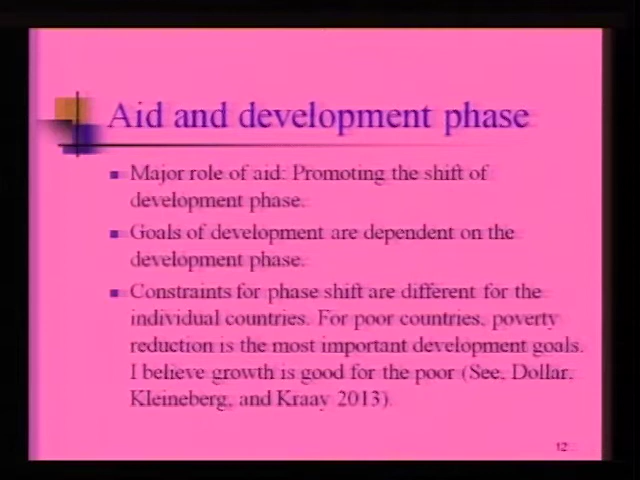 Aid and development phase
Major role of aid: Promoting the shift of
development phase.
Goals of development are dependent on the
development phase.
Constraints for phase shift are different for the
individual countries. For poor countries, poverty
reduction is the most important development goals.
I believe growth is good for the poor (See, Dollar,
Kleineberg, and Kraay 2013).
12